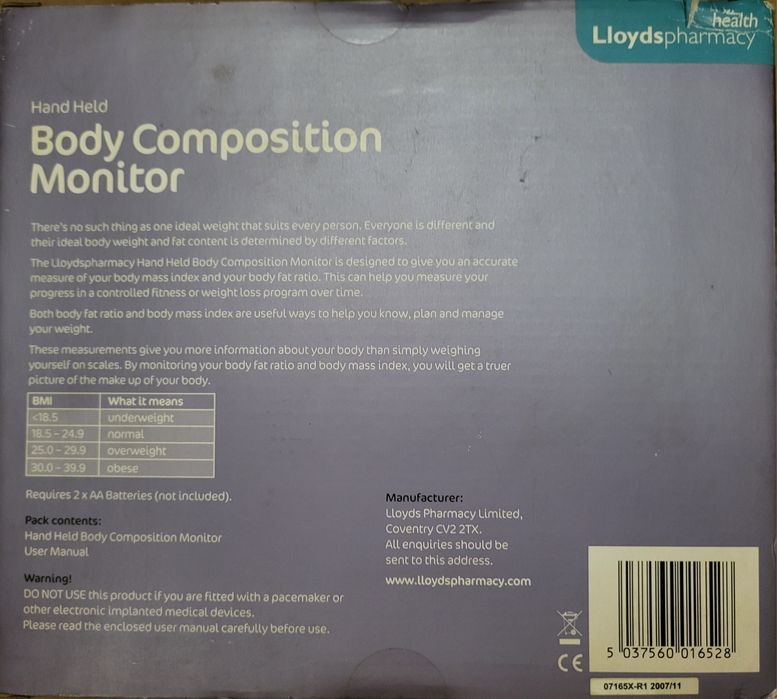 health
Lloydspharmacy
Hand Held
Body Composition
Monitor
There's no such thing as one ideal weight that suits every person. Everyone is different and
their ideal body weight and fat content is determined by different factors.
The Lloydspharmacy Hand Held Body Composition Monitor is designed to give you an accurate
measure of your body mass index and your body fat ratio. This can help you measure your
progress in a controlled fitness or weight loss program over time.
Both body fat ratio and body mass index are useful ways to help you know, plan and manage
your weight.
These measurements give you more information about your body than simply weighing
yourself on scales. By monitoring your body fat ratio and body mass index, you will get a truer
picture of the make up of your body.
BMI What it means
<18.5 underweight
18.5 - 24.9 normal
25.0 - 29.9 overweight
30.0 - 39.9 obese
Requires 2 x AA Batteries (not included).
Pack contents:
Hand Held Body Composition Monitor
User Manual
Warning!
DO NOT USE this product if you are fitted with a pacemaker or
other electronic implanted medical devices.
Please read the enclosed user manual carefully before use.
Manufacturer:
Lloyds Pharmacy Limited,
Coventry CV2 2TX.
All enquiries should be
sent to this address.
www.lloydspharmacy.com
CE
5 037560 016528
07165X-R1 2007/11